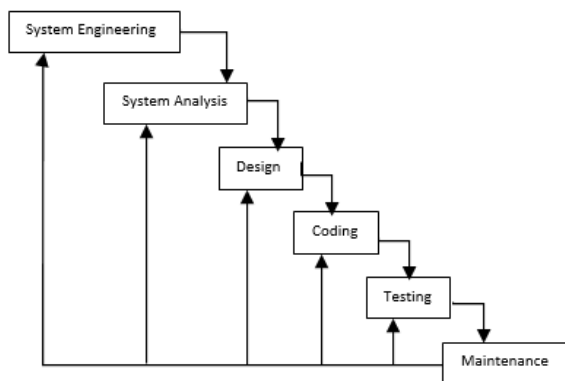 System Engineering
System Analysis
Design
Coding
Testing
Maintenance